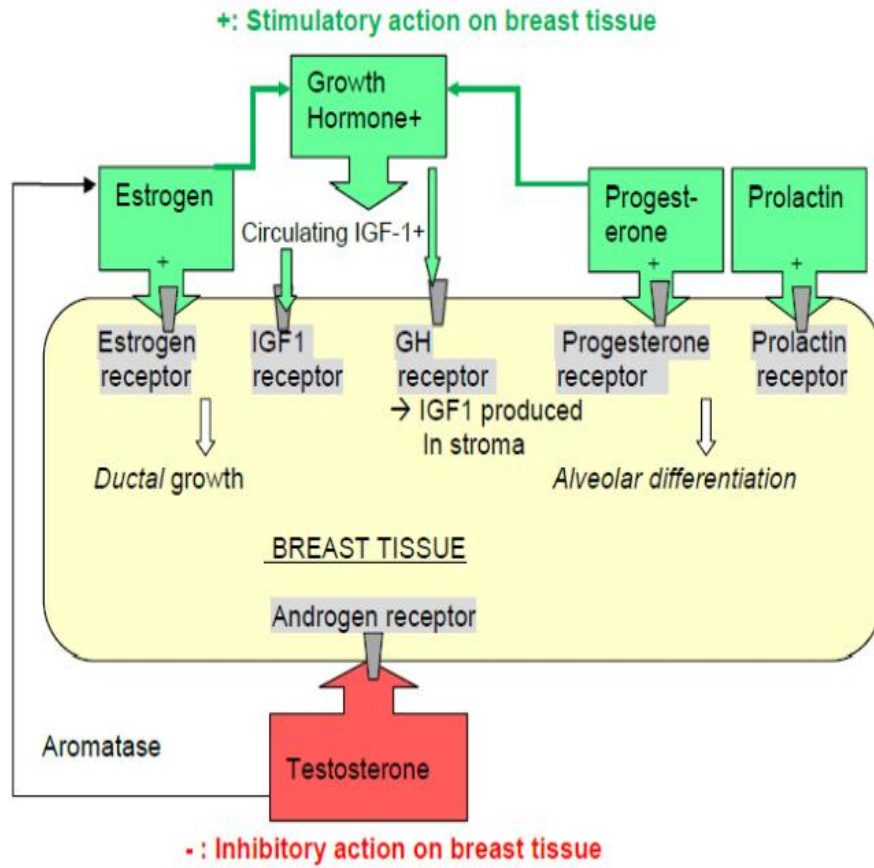 +: Stimulatory action on breast tissue
Growth
Hormone+
Estrogen
+
Circulating IGF-1+
Progest-
erone
+
Prolactin
+
Estrogen
receptor
IGF1
receptor
GH
receptor
→ IGF1 produced
In stroma
Progesterone
receptor
Prolactin
receptor
Ductal growth
Alveolar differentiation
BREAST TISSUE
Androgen receptor
Aromatase
Testosterone
- : Inhibitory action on breast tissue